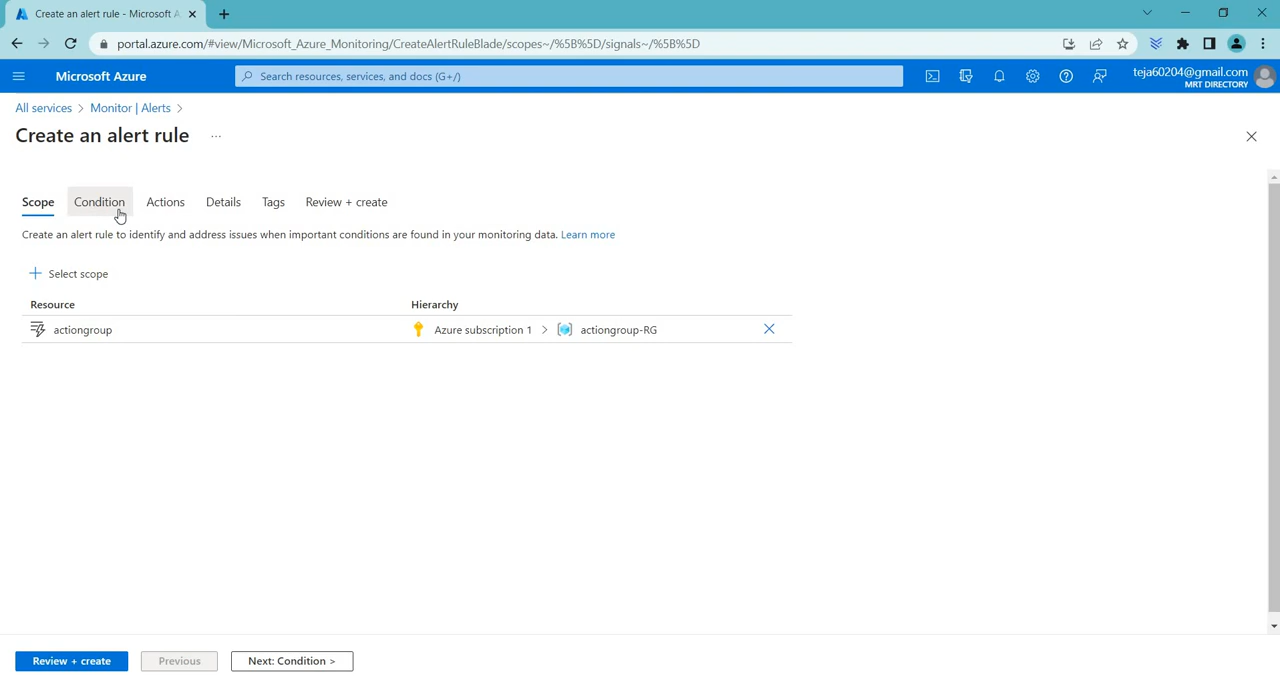 Create an alert rule - Microsoft A
portal.azure.com/#view/Microsoft_Azure_Monitoring/CreateAlertRuleBlade/scopes~/%5B%5D/signals~/%5B%5D
Microsoft Azure
Search resources, services, and docs (G+/)
teja60204@gmail.com
MRT DIRECTORY
All services > Monitor | Alerts >
Create an alert rule ...
Scope Condition Actions Details Tags Review + create
Create an alert rule to identify and address issues when important conditions are found in your monitoring data. Learn more
+ Select scope
Resource Hierarchy
actiongroup Azure subscription 1 > actiongroup-RG
Review + create Previous Next: Condition >